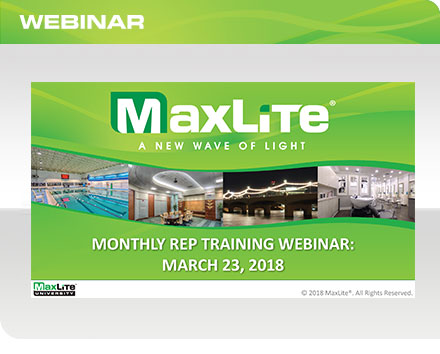 WEBINAR
MAXLITE®
A NEW WAVE OF LIGHT
MONTHLY REP TRAINING WEBINAR:
MARCH 23, 2018
MAXLITE®
UNIVERSITY
© 2018 MaxLite®. All Rights Reserved.